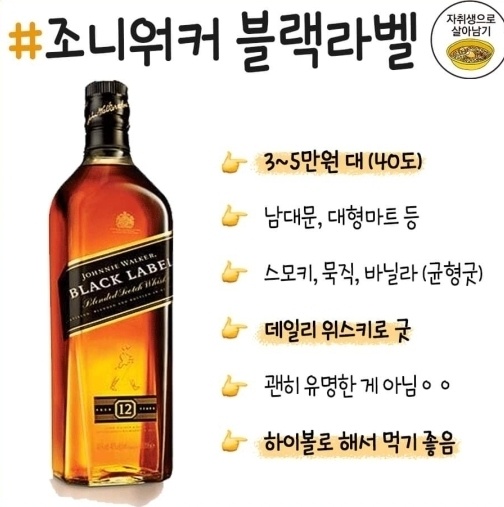 #조니워커 블랙라벨
자취생으로
살아남기
👉 3~5만원 대 (40도)
👉 남대문, 대형마트 등
👉 스모키, 묵직, 바닐라 (균형굿)
👉 데일리 위스키로 굿
👉 괜히 유명한 게 아님ㅇㅇ
👉 하이볼로 해서 먹기 좋음
JOHNNIE WALKER
BLACK LABEL
Blended Scotch Whisky
12
YEARS